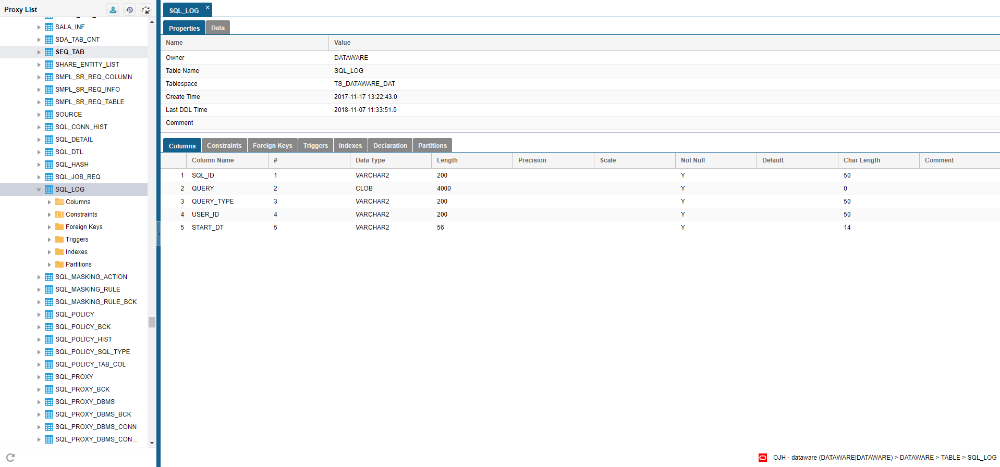 Proxy List
SALA_INF
SDA_TAB_CNT
SEQ_TAB
SHARE_ENTITY_LIST
SMPL_SR_REQ_COLUMN
SMPL_SR_REQ_INFO
SMPL_SR_REQ_TABLE
SOURCE
SQL_CONN_HIST
SQL_DETAIL
SQL_DTL
SQL_HASH
SQL_JOB_REQ
SQL_LOG
Columns
Constraints
Foreign Keys
Triggers
Indexes
Partitions
SQL_MASKING_ACTION
SQL_MASKING_RULE
SQL_MASKING_RULE_BCK
SQL_POLICY
SQL_POLICY_BCK
SQL_POLICY_HIST
SQL_POLICY_SQL_TYPE
SQL_POLICY_TAB_COL
SQL_PROXY
SQL_PROXY_BCK
SQL_PROXY_DBMS
SQL_PROXY_DBMS_BCK
SQL_PROXY_DBMS_CONN
SQL_PROXY_DBMS_CON...
SQL_LOG ×
Properties Data
Name Value
Owner DATAWARE
Table Name SQL_LOG
Tablespace TS_DATAWARE_DAT
Create Time 2017-11-17 13:22:43.0
Last DDL Time 2018-11-07 11:33:51.0
Comment
Columns Constraints Foreign Keys Triggers Indexes Declaration Partitions
Column Name # Data Type Length Precision Scale Not Null Default Char Length Comment
1 SQL_ID 1 VARCHAR2 200 Y 50
2 QUERY 2 CLOB 4000 Y 0
3 QUERY_TYPE 3 VARCHAR2 200 Y 50
4 USER_ID 4 VARCHAR2 200 Y 50
5 START_DT 5 VARCHAR2 56 Y 14
OJH - dataware (DATAWARE|DATAWARE) > DATAWARE > TABLE > SQL_LOG